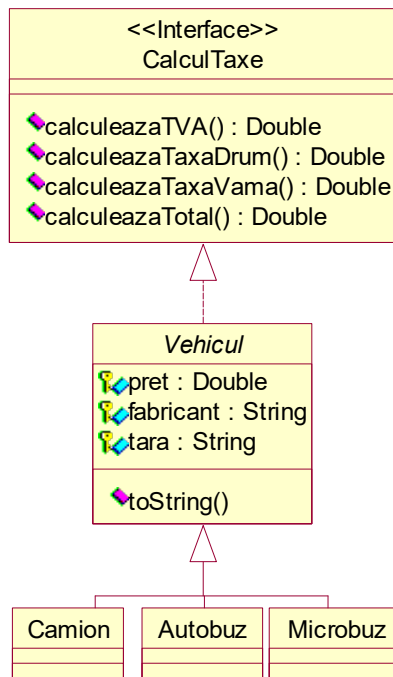 <<Interface>>
CalculTaxe
calculeazaTVA() : Double
calculeazaTaxaDrum() : Double
calculeazaTaxaVama() : Double
calculeazaTotal() : Double
Vehicul
pret : Double
fabricant : String
tara : String
toString()
Camion Autobuz Microbuz